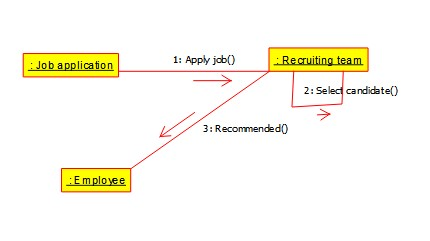 1: Apply job()
: Job application
: Recruiting team
2: Select candidate()
3: Recommended()
: Employee